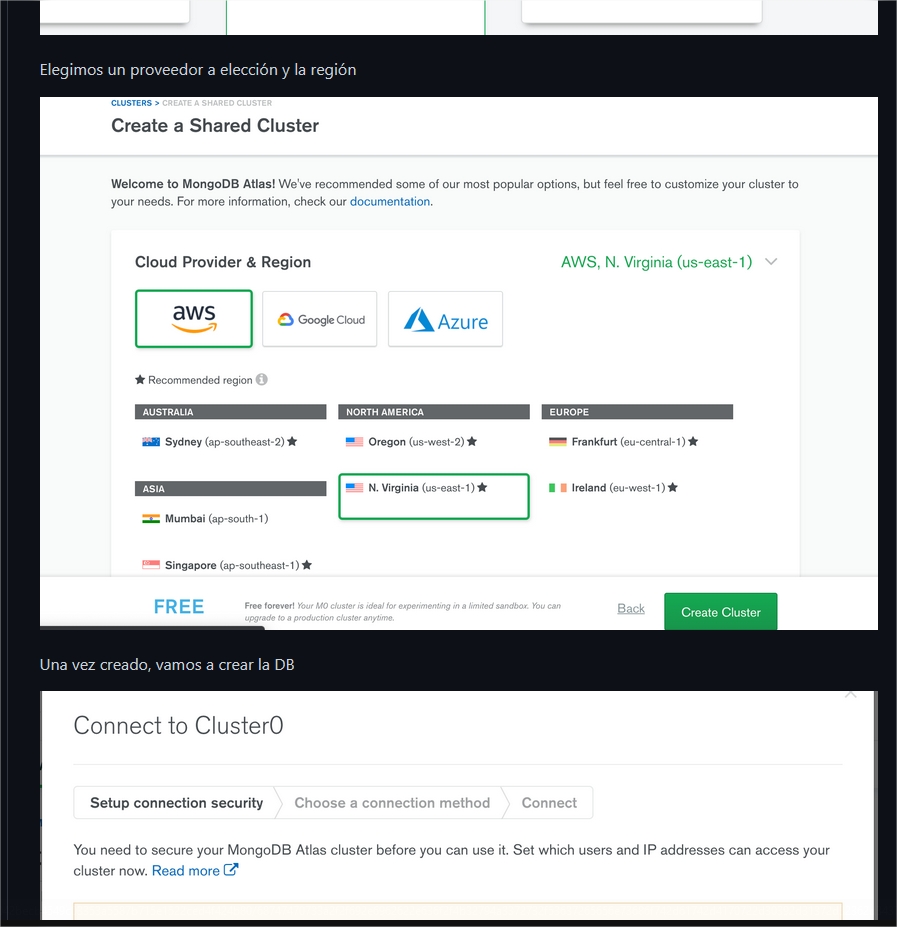 Elegimos un proveedor a elección y la región
CLUSTERS > CREATE A SHARED CLUSTER
Create a Shared Cluster
Welcome to MongoDB Atlas! We've recommended some of our most popular options, but feel free to customize your cluster to
your needs. For more information, check our documentation.
Cloud Provider & Region
AWS, N. Virginia (us-east-1)
aws
Google Cloud
Azure
Recommended region
AUSTRALIA
Sydney (ap-southeast-2)
ASIA
Mumbai (ap-south-1)
Singapore (ap-southeast-1)
NORTH AMERICA
Oregon (us-west-2)
N. Virginia (us-east-1)
EUROPE
Frankfurt (eu-central-1)
Ireland (eu-west-1)
FREE
Free forever! Your M0 cluster is ideal for experimenting in a limited sandbox. You can
upgrade to a production cluster anytime.
Back
Create Cluster
Una vez creado, vamos a crear la DB
Connect to Cluster0
Setup connection security
Choose a connection method
Connect
You need to secure your MongoDB Atlas cluster before you can use it. Set which users and IP addresses can access your
cluster now. Read more